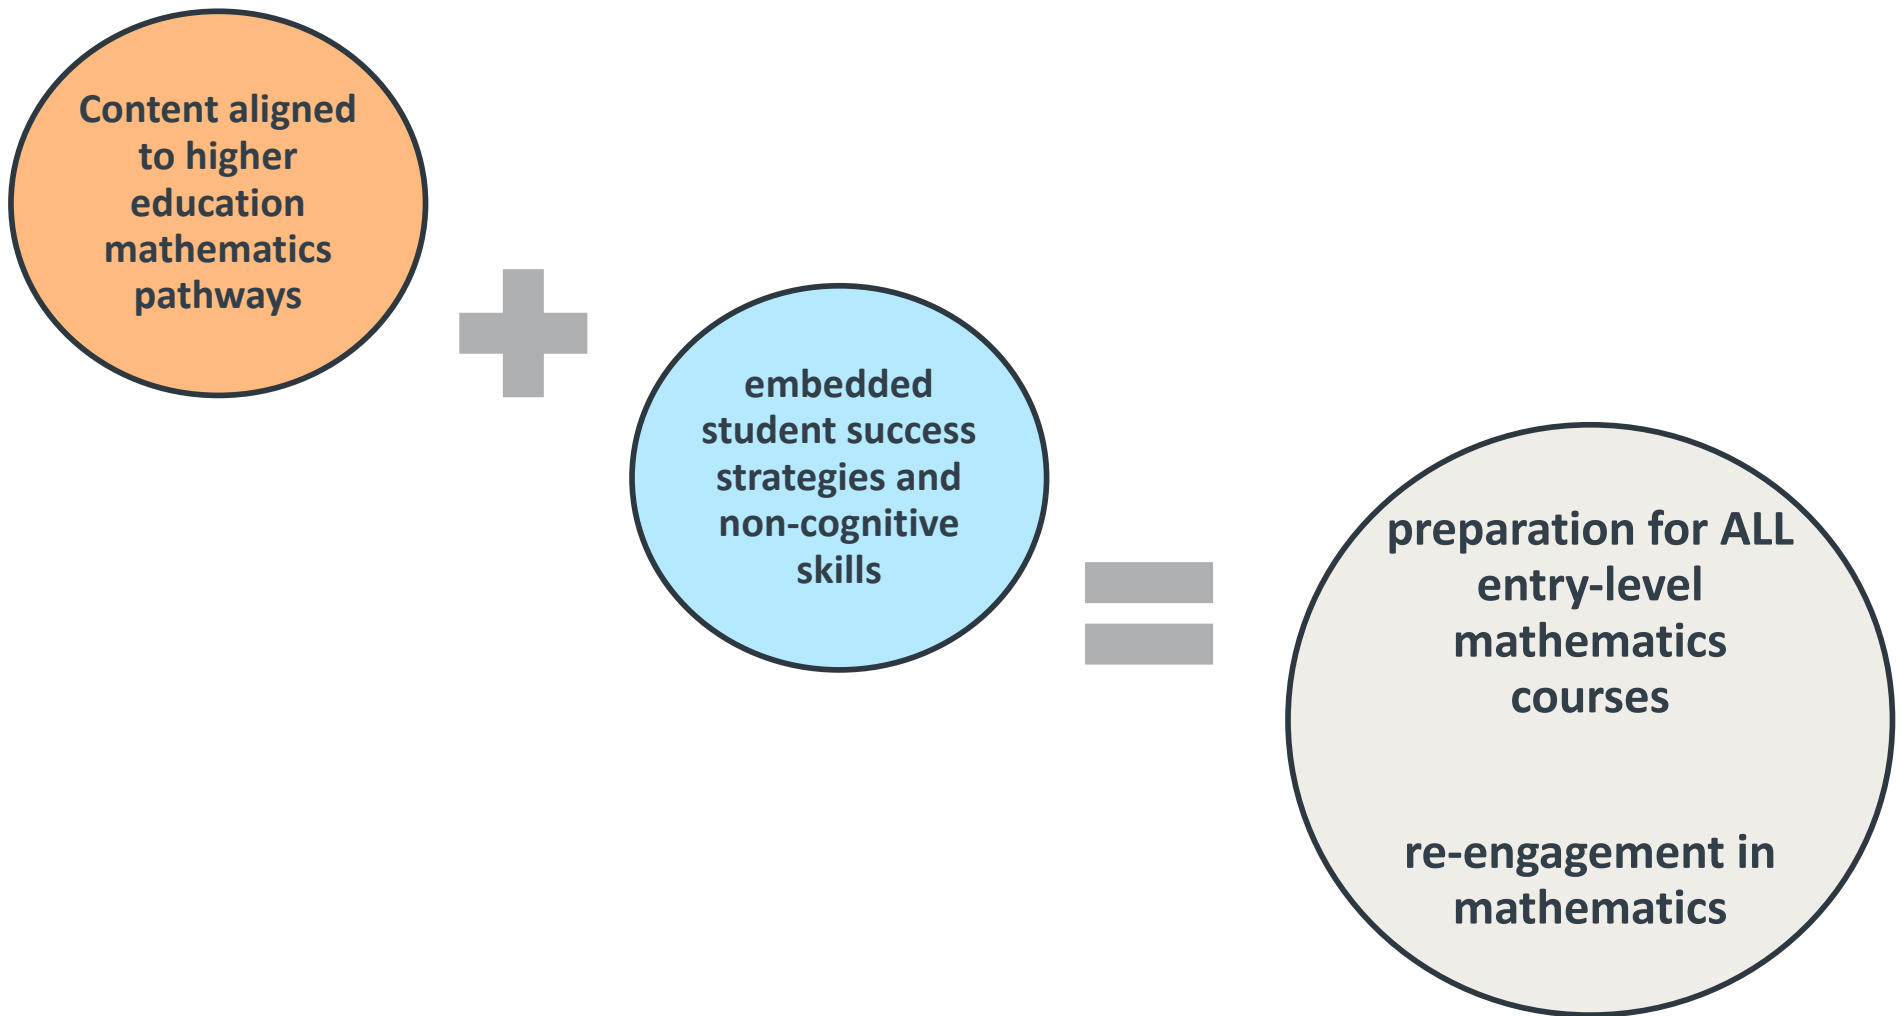 Content aligned
to higher
education
mathematics
pathways
embedded
student success
strategies and
non-cognitive
skills
preparation for ALL
entry-level
mathematics
courses
re-engagement in
mathematics